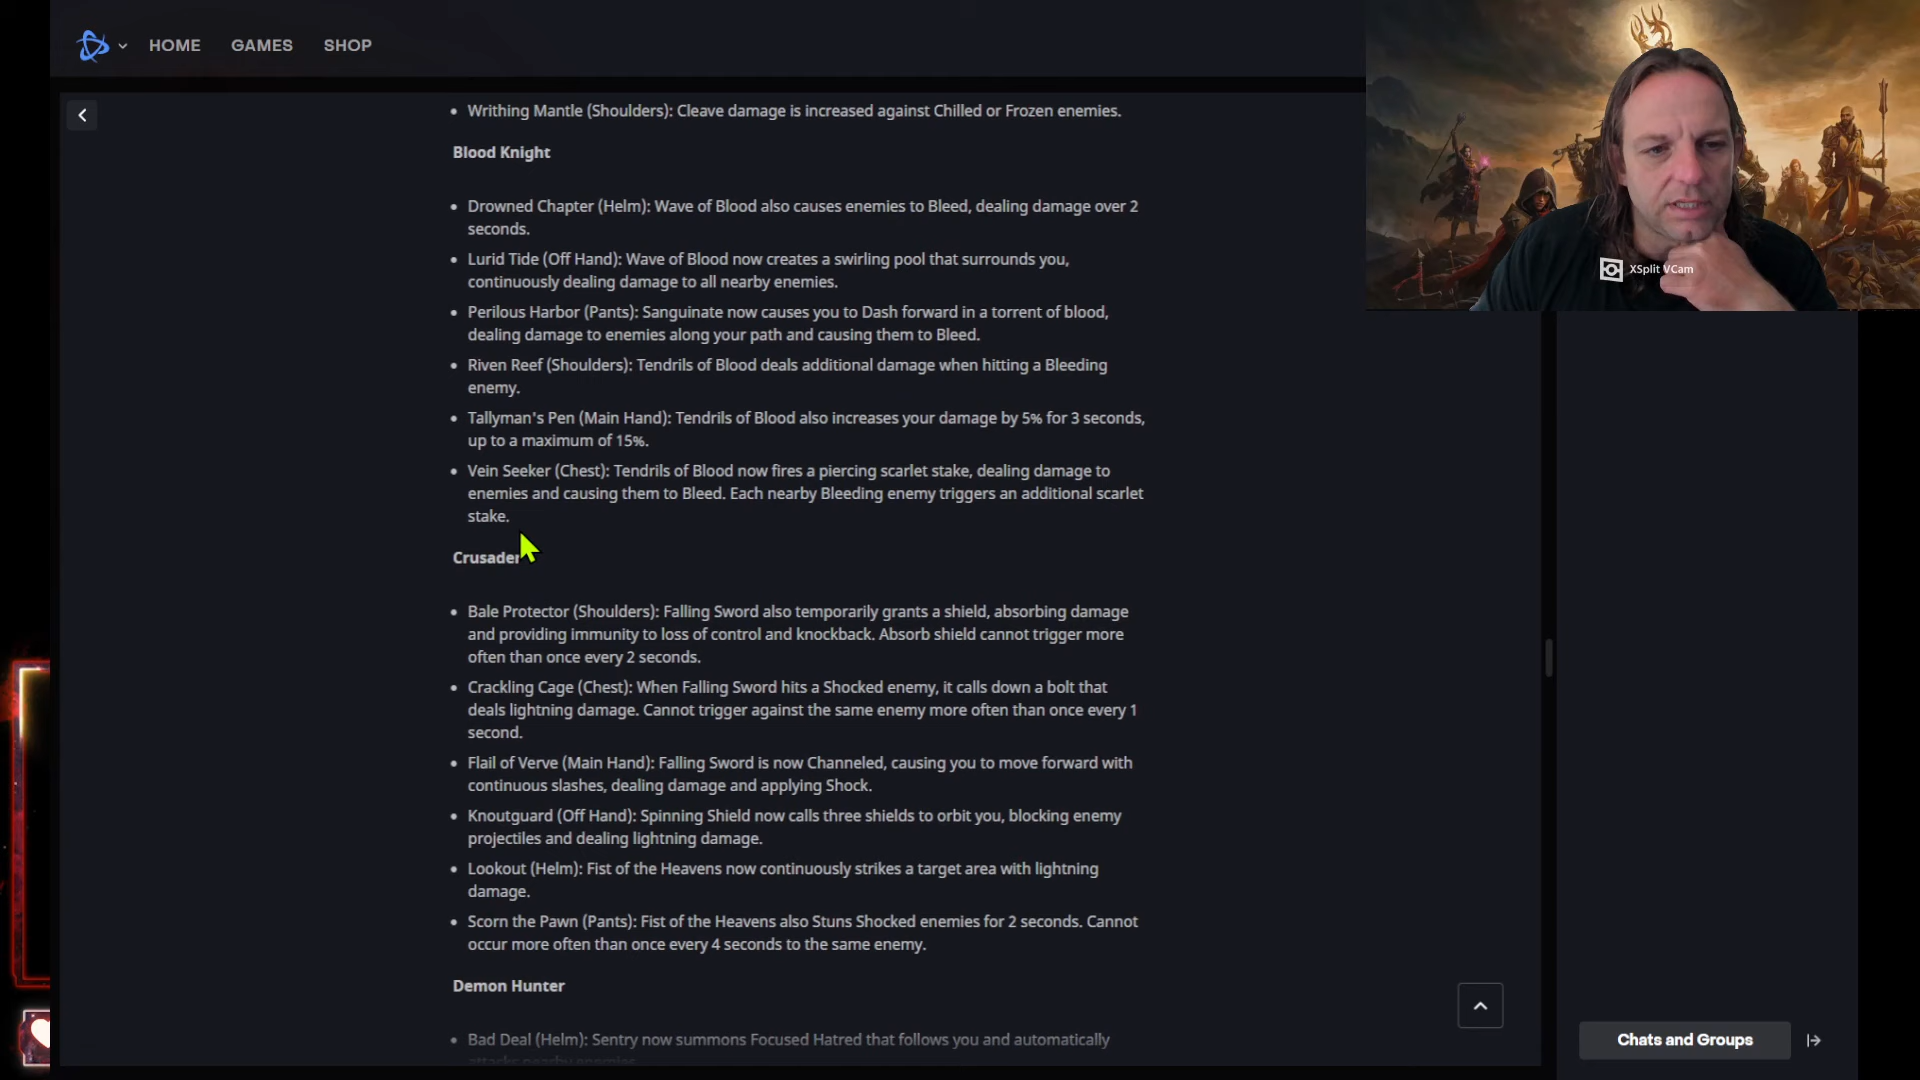 HOME GAMES SHOP
• Writhing Mantle (Shoulders): Cleave damage is increased against Chilled or Frozen enemies.
Blood Knight
• Drowned Chapter (Helm): Wave of Blood also causes enemies to Bleed, dealing damage over 2
seconds.
• Lurid Tide (Off Hand): Wave of Blood now creates a swirling pool that surrounds you,
continuously dealing damage to all nearby enemies.
• Perilous Harbor (Pants): Sanguinate now causes you to Dash forward in a torrent of blood,
dealing damage to enemies along your path and causing them to Bleed.
• Riven Reef (Shoulders): Tendrils of Blood deals additional damage when hitting a Bleeding
enemy.
• Tallyman's Pen (Main Hand): Tendrils of Blood also increases your damage by 5% for 3 seconds,
up to a maximum of 15%.
• Vein Seeker (Chest): Tendrils of Blood now fires a piercing scarlet stake, dealing damage to
enemies and causing them to Bleed. Each nearby Bleeding enemy triggers an additional scarlet
stake.
Crusader
• Bale Protector (Shoulders): Falling Sword also temporarily grants a shield, absorbing damage
and providing immunity to loss of control and knockback. Absorb shield cannot trigger more
often than once every 2 seconds.
• Crackling Cage (Chest): When Falling Sword hits a Shocked enemy, it calls down a bolt that
deals lightning damage. Cannot trigger against the same enemy more often than once every 1
second.
• Flail of Verve (Main Hand): Falling Sword is now Channeled, causing you to move forward with
continuous slashes, dealing damage and applying Shock.
• Knoutguard (Off Hand): Spinning Shield now calls three shields to orbit you, blocking enemy
projectiles and dealing lightning damage.
• Lookout (Helm): Fist of the Heavens now continuously strikes a target area with lightning
damage.
• Scorn the Pawn (Pants): Fist of the Heavens also Stuns Shocked enemies for 2 seconds. Cannot
occur more often than once every 4 seconds to the same enemy.
Demon Hunter
• Bad Deal (Helm): Sentry now summons Focused Hatred that follows you and automatically
attacks nearby enemies.
XSplit VCam
Chats and Groups